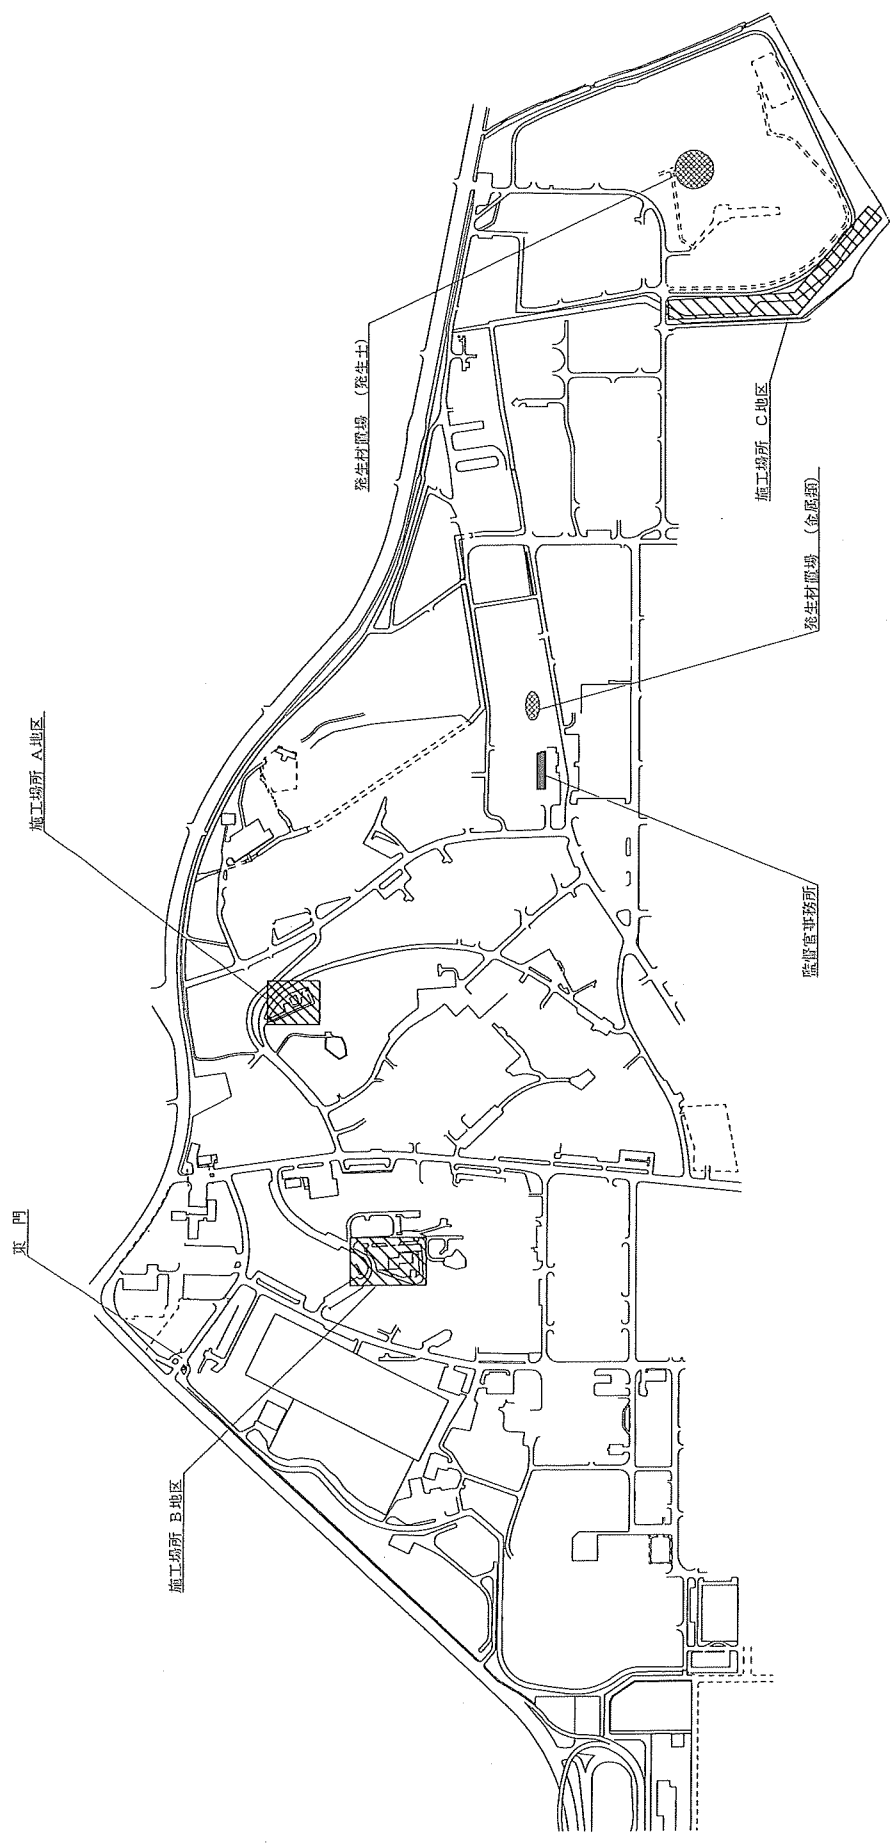 東 門
施工場所 B地区
施工場所 A地区
発生材置場 (発生土)
施工場所 C地区
発生材置場 (金属類)
監督官事務所